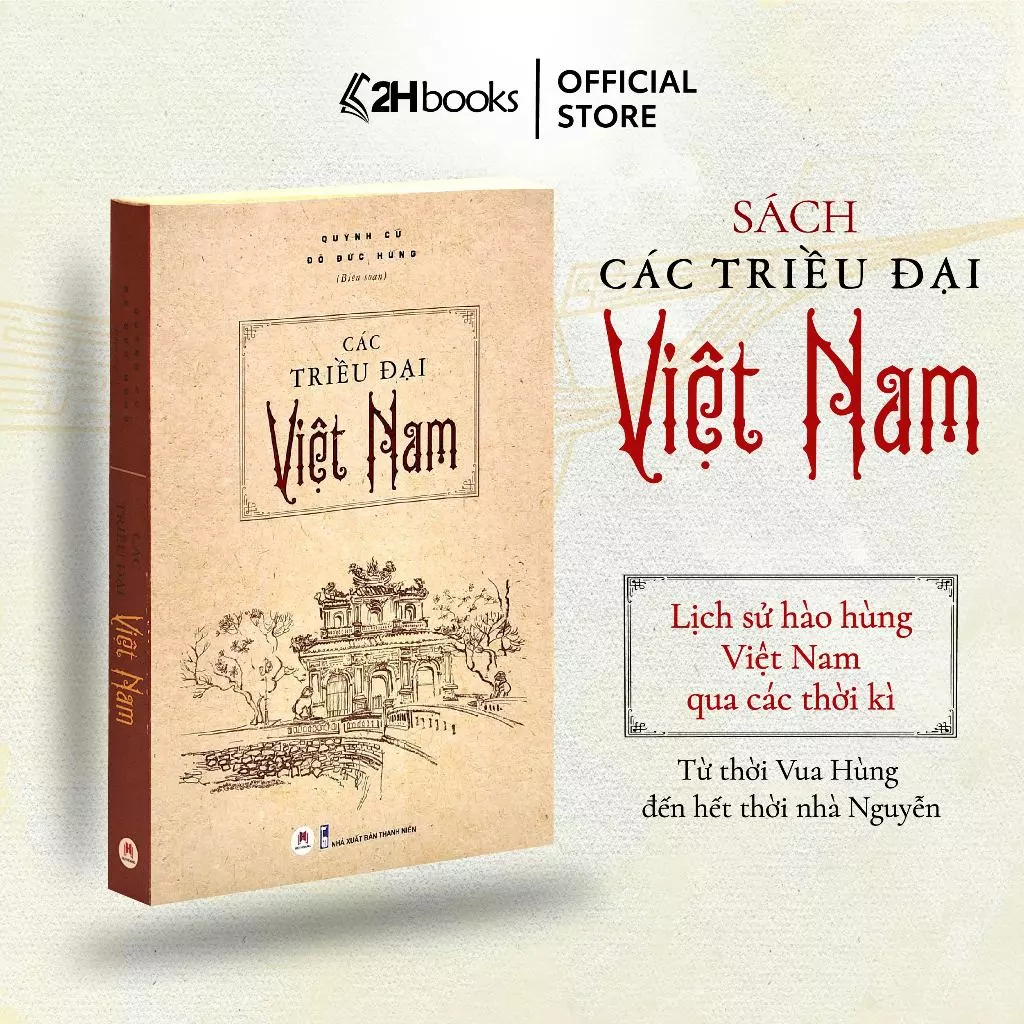 2Hbooks
OFFICIAL
STORE
QUỲNH CƯ
ĐỖ ĐỨC HÙNG
(Biên soạn)
CÁC
TRIỀU ĐẠI
Việt Nam
CÁC
TRIỀU ĐẠI
Việt Nam
NHÀ XUẤT BẢN THANH NIÊN
SÁCH
CÁC TRIỀU ĐẠI
Việt Nam
Lịch sử hào hùng
Việt Nam
qua các thời kì
Từ thời Vua Hùng
đến hết thời nhà Nguyễn